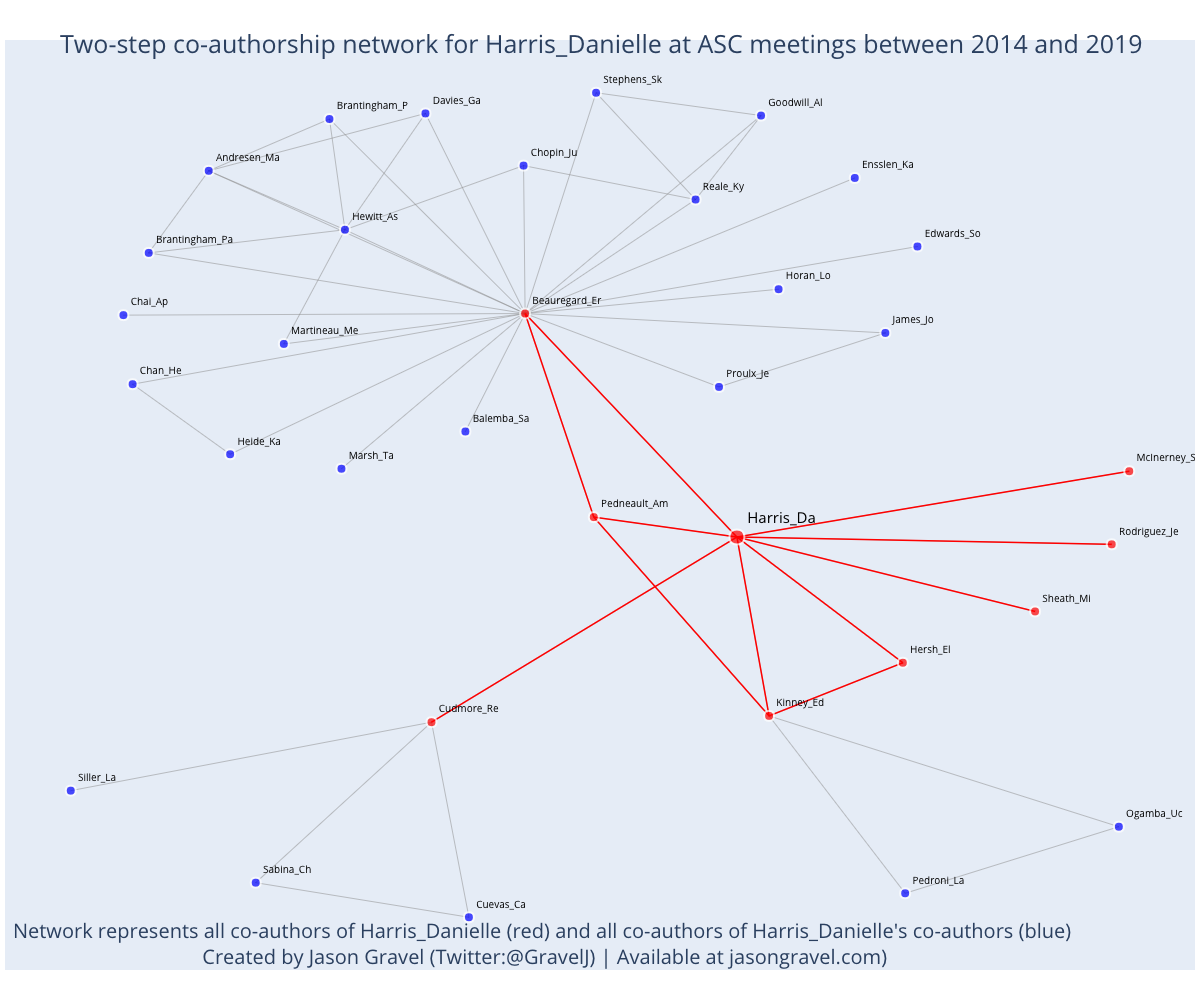 Two-step co-authorship network for Harris_Danielle at ASC meetings between 2014 and 2019
Stephens_Sk
Brantingham_P
Davies_Ga
Goodwill_Al
Chopin_Ju
Andresen_Ma
Ensslen_Ka
Reale_Ky
Hewitt_As
Edwards_So
Brantingham_Pa
Horan_Lo
Chai_Ap
Beauregard_Er
James_Jo
Martineau_Me
Chan_He
Proulx_Je
Balemba_Sa
Heide_Ka
Marsh_Ta
McInerney_S
Pedneault_Am
Harris_Da
Rodriguez_Je
Sheath_Mi
Hersh_El
Kinney_Ed
Cudmore_Re
Siller_La
Ogamba_Uc
Sabina_Ch
Pedroni_La
Cuevas_Ca
Network represents all co-authors of Harris_Danielle (red) and all co-authors of Harris_Danielle's co-authors (blue)
Created by Jason Gravel (Twitter:@GravelJ) | Available at jasongravel.com)